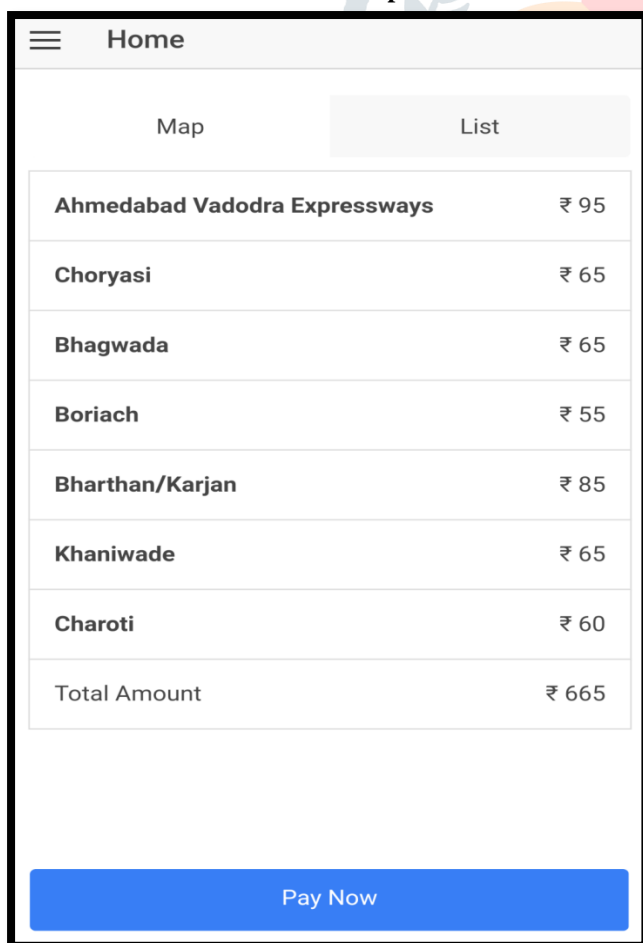 Home
Map List
Ahmedabad Vadodra Expressways ₹ 95
Choryasi ₹ 65
Bhagwada ₹ 65
Boriach ₹ 55
Bharthan/Karjan ₹ 85
Khaniwade ₹ 65
Charoti ₹ 60
Total Amount ₹ 665
Pay Now